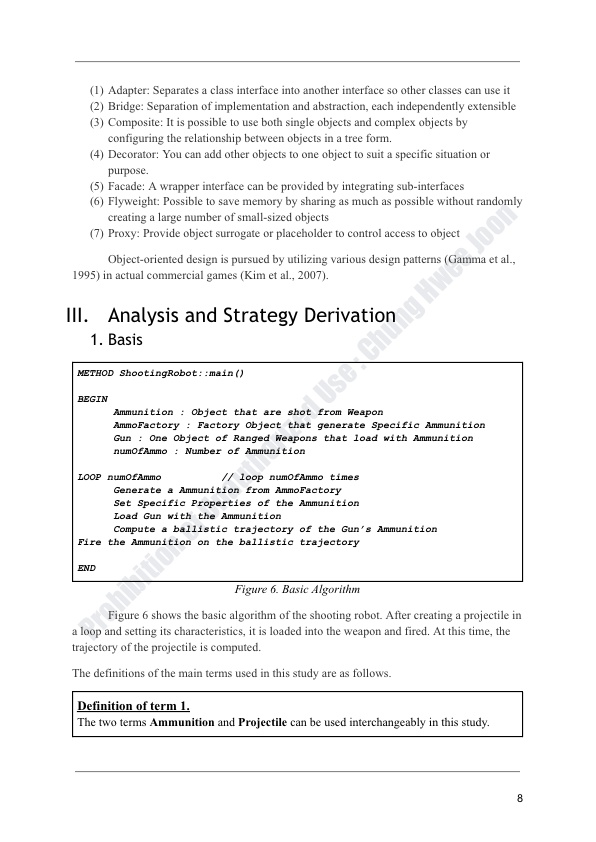 (1) Adapter: Separates a class interface into another interface so other classes can use it
(2) Bridge: Separation of implementation and abstraction, each independently extensible
(3) Composite: It is possible to use both single objects and complex objects by
configuring the relationship between objects in a tree form.
(4) Decorator: You can add other objects to one object to suit a specific situation or
purpose.
(5) Facade: A wrapper interface can be provided by integrating sub-interfaces
(6) Flyweight: Possible to save memory by sharing as much as possible without randomly
creating a large number of small-sized objects
(7) Proxy: Provide object surrogate or placeholder to control access to object
Object-oriented design is pursued by utilizing various design patterns (Gamma et al.,
1995) in actual commercial games (Kim et al., 2007).
III. Analysis and Strategy Derivation
1. Basis
METHOD ShootingRobot::main()
BEGIN
Ammunition : Object that are shot from Weapon
AmmoFactory : Factory Object that generate Specific Ammunition
Gun : One Object of Ranged Weapons that load with Ammunition
numOfAmmo : Number of Ammunition
LOOP numOfAmmo // loop numOfAmmo times
Generate a Ammunition from AmmoFactory
Set Specific Properties of the Ammunition
Load Gun with the Ammunition
Compute a ballistic trajectory of the Gun's Ammunition
Fire the Ammunition on the ballistic trajectory
END
Figure 6. Basic Algorithm
Figure 6 shows the basic algorithm of the shooting robot. After creating a projectile in
a loop and setting its characteristics, it is loaded into the weapon and fired. At this time, the
trajectory of the projectile is computed.
The definitions of the main terms used in this study are as follows.
Definition of term 1.
The two terms Ammunition and Projectile can be used interchangeably in this study.
8